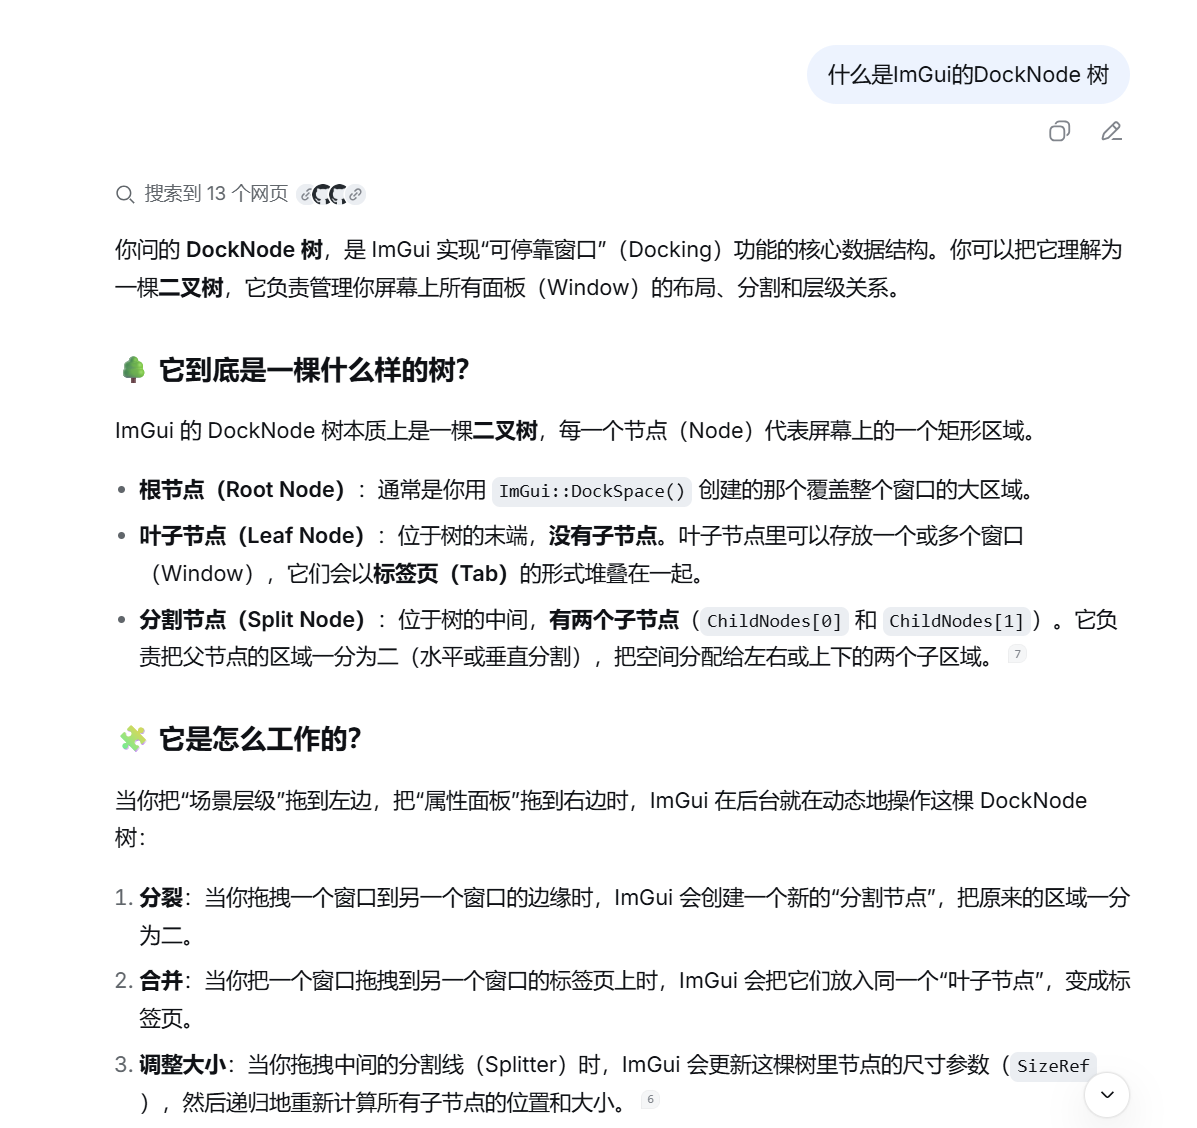 什么是ImGui的DockNode 树
搜索到 13 个网页
你问的 DockNode 树，是 ImGui 实现“可停靠窗口”（Docking）功能的核心数据结构。你可以把它理解为
一棵二叉树，它负责管理你屏幕上所有面板（Window）的布局、分割和层级关系。
🌳 它到底是一棵什么样的树？
ImGui 的 DockNode 树本质上是一棵二叉树，每一个节点（Node）代表屏幕上的一个矩形区域。
• 根节点（Root Node）：通常是你用 ImGui::DockSpace() 创建的那个覆盖整个窗口的大区域。
• 叶子节点（Leaf Node）：位于树的末端，没有子节点。叶子节点里可以存放一个或多个窗口
（Window），它们会以标签页（Tab）的形式堆叠在一起。
• 分割节点（Split Node）：位于树的中间，有两个子节点（ChildNodes[0] 和 ChildNodes[1]）。它负
责把父节点的区域一分为二（水平或垂直分割），把空间分配给左右或上下的两个子区域。 7
🧩 它是怎么工作的？
当你把“场景层级”拖到左边，把“属性面板”拖到右边时，ImGui 在后台就在动态地操作这棵 DockNode
树：
1. 分裂：当你拖拽一个窗口到另一个窗口的边缘时，ImGui 会创建一个新的“分割节点”，把原来的区域一分
为二。
2. 合并：当你把一个窗口拖拽到另一个窗口的标签页上时，ImGui 会把它们放入同一个“叶子节点”，变成标
签页。
3. 调整大小：当你拖拽中间的分割线（Splitter）时，ImGui 会更新这棵树里节点的尺寸参数（SizeRef
），然后递归地重新计算所有子节点的位置和大小。 6